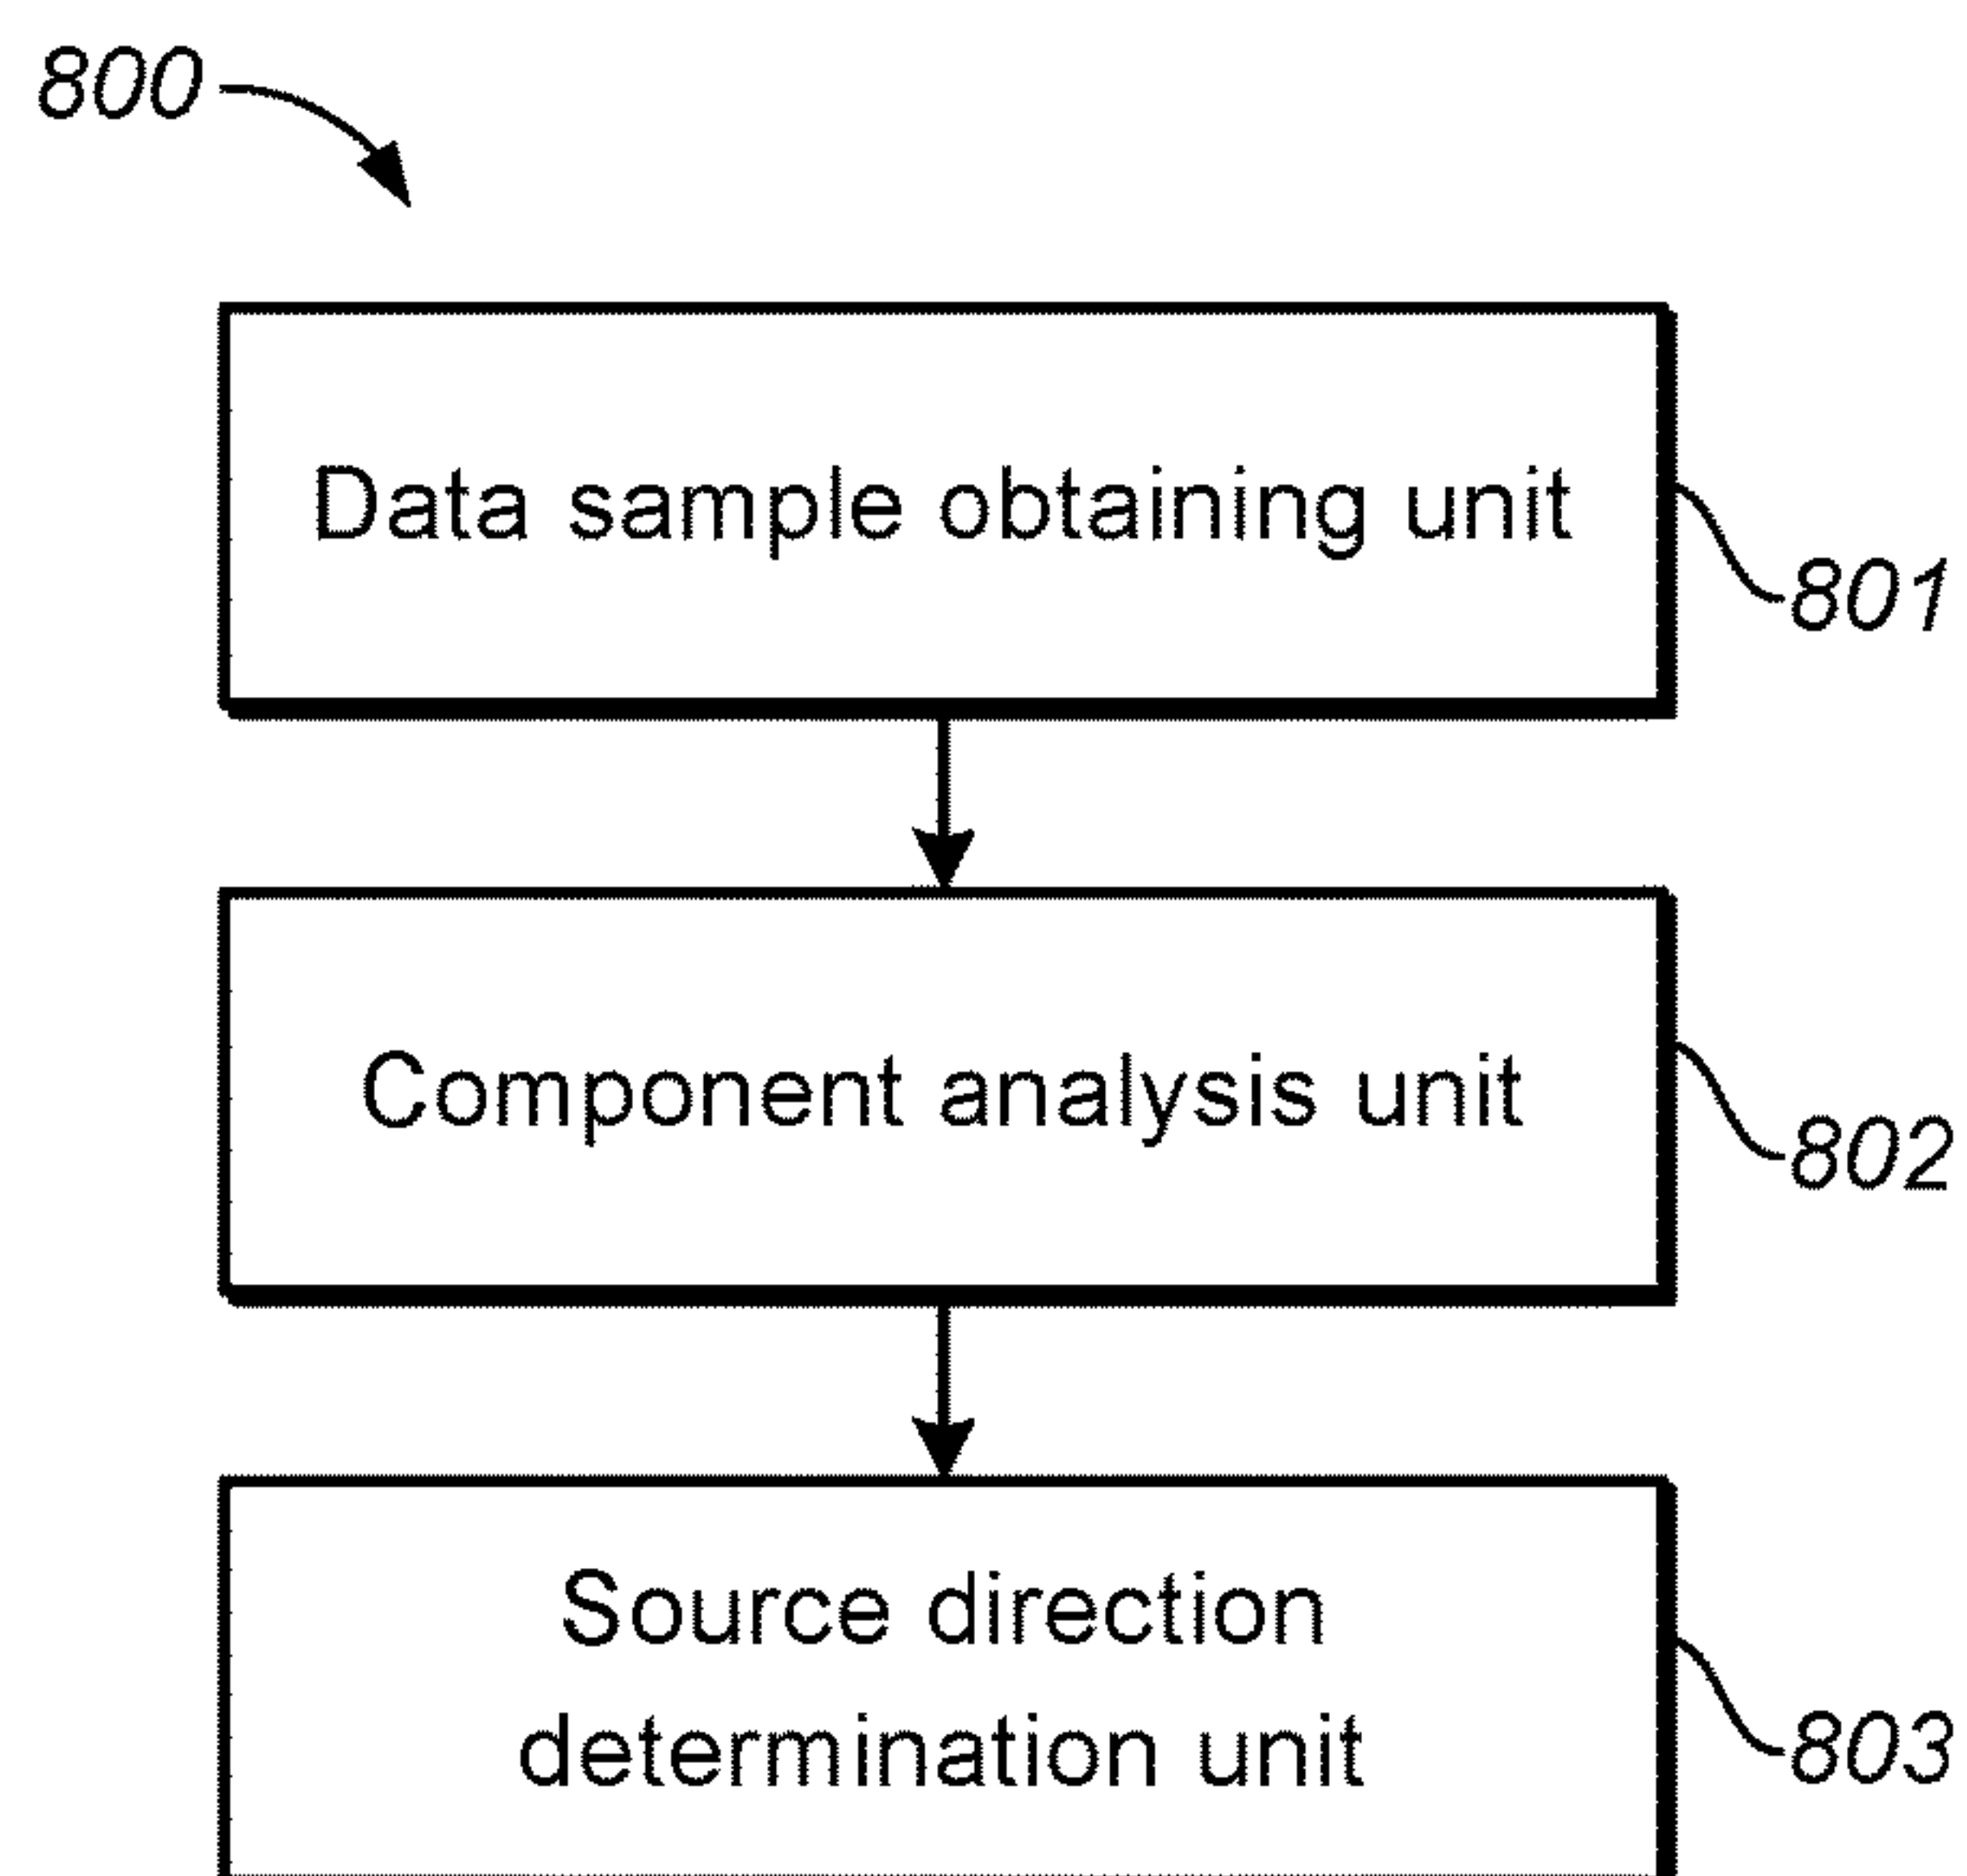 800
Data sample obtaining unit
801
Component analysis unit
802
Source direction
determination unit
803